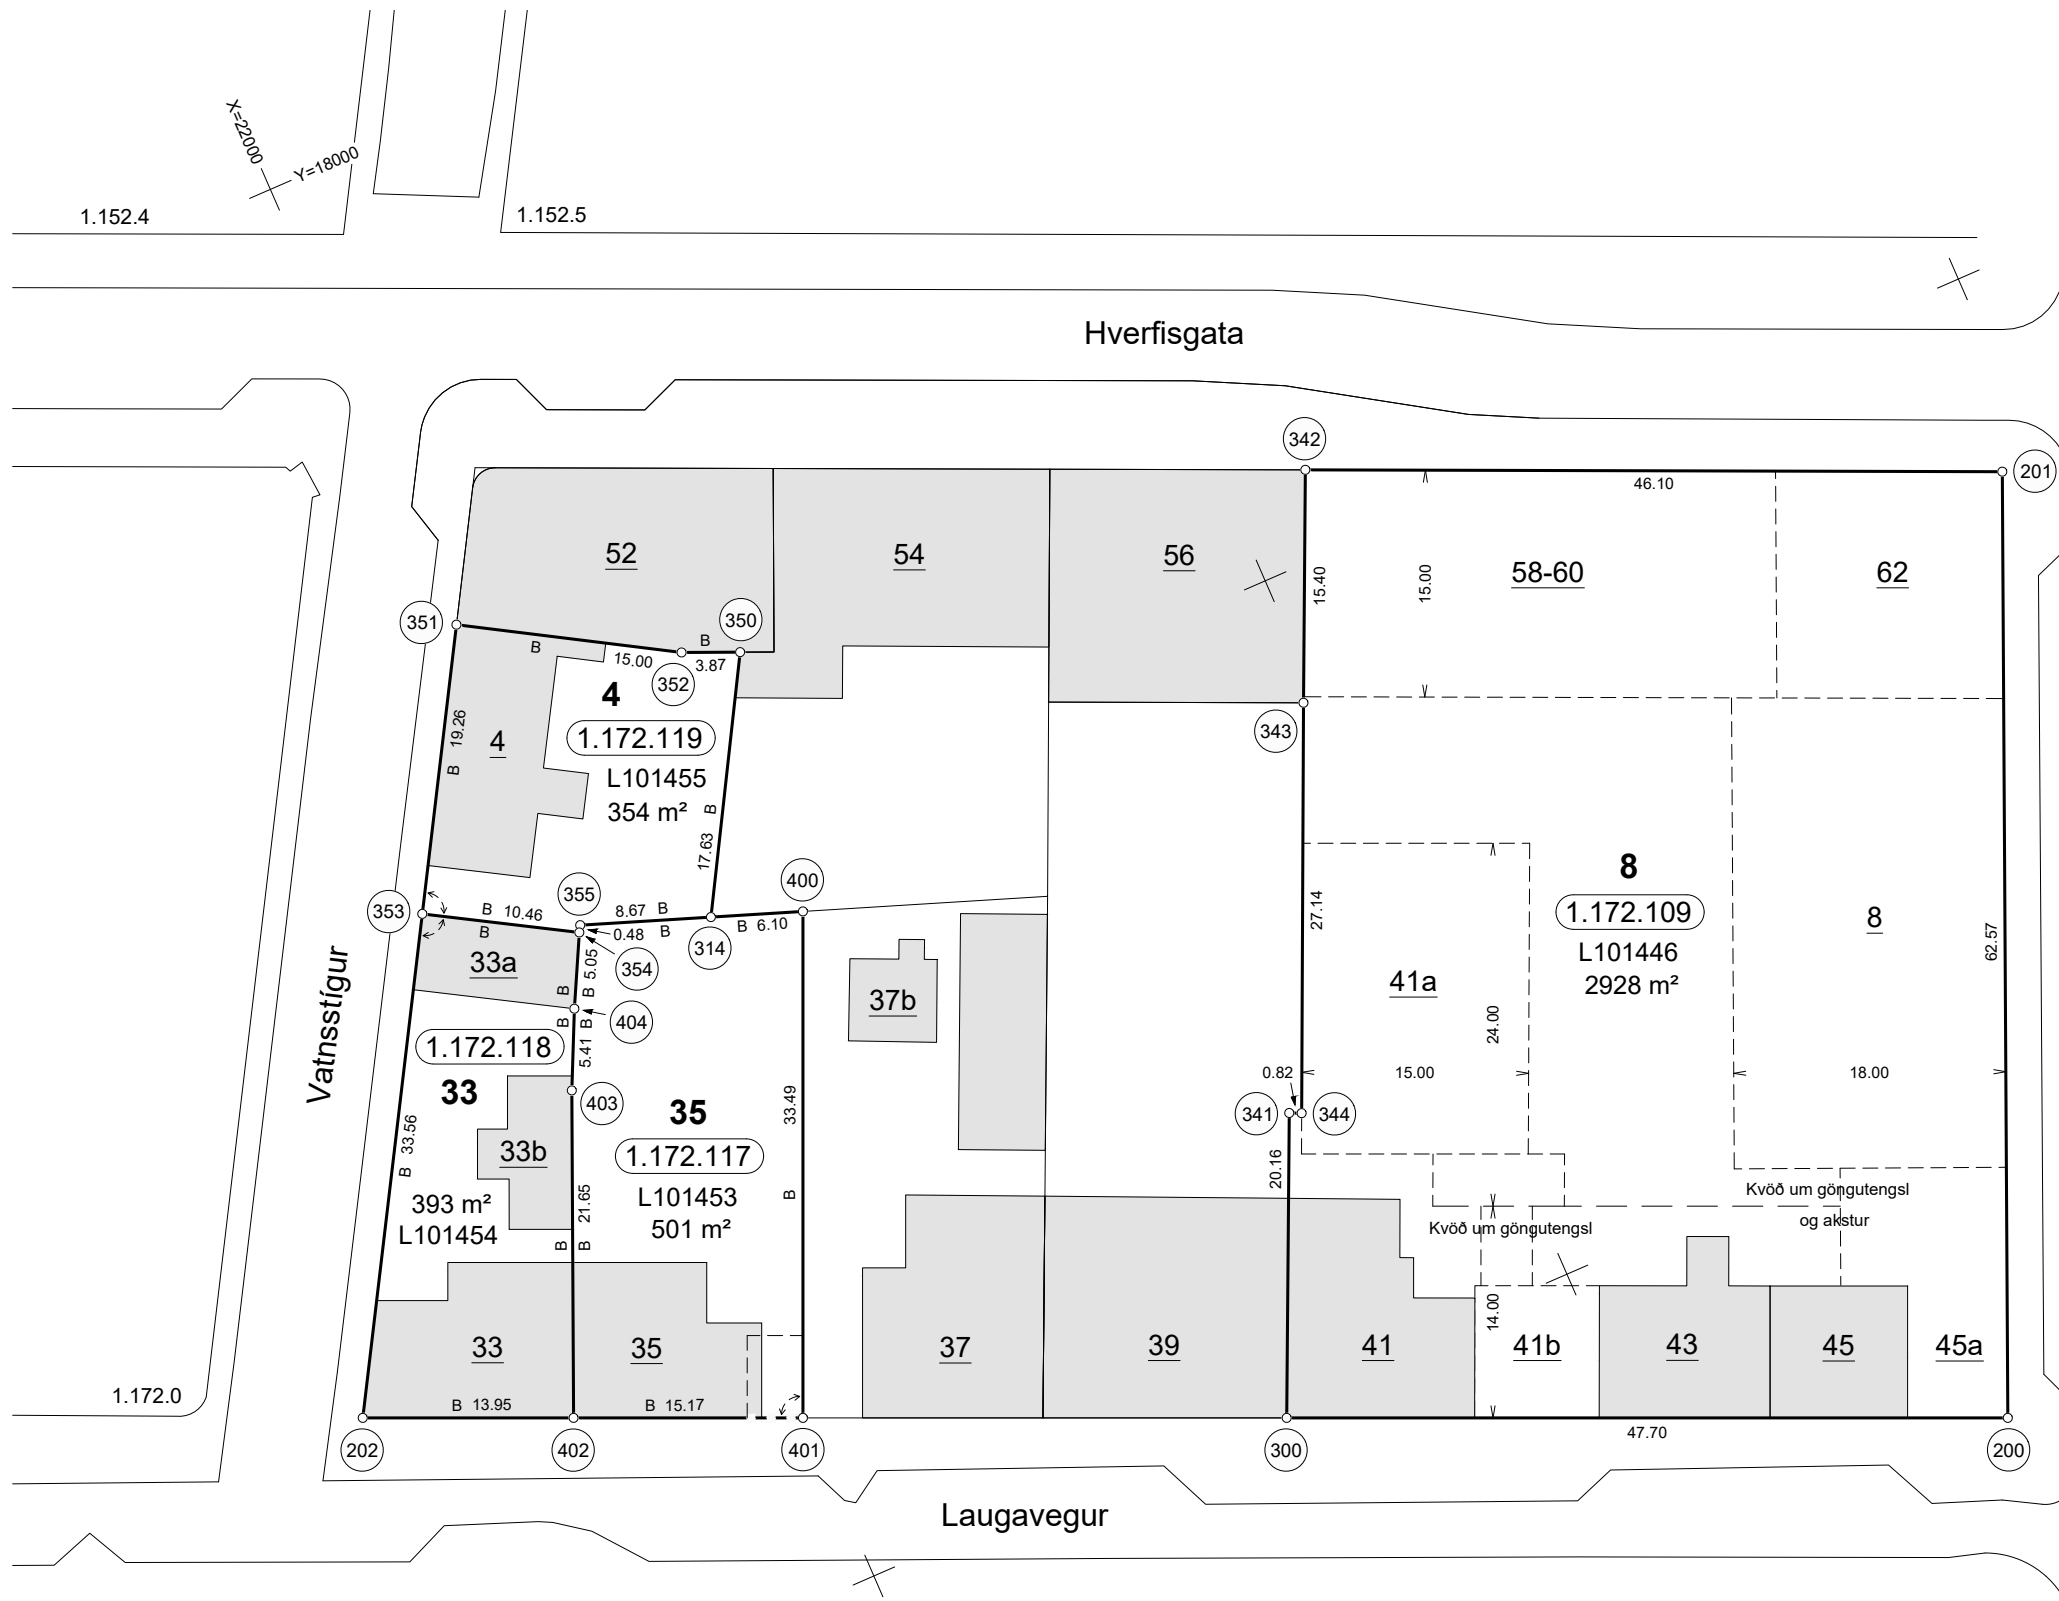 X=22000
Y=18000
1.152.4
1.152.5
Hverfisgata
342
201
46.10
52
54
56
58-60
62
15.40
15.00
351
350
B
B
15.00
3.87
352
4
1.172.119
L101455
354 m²
19.26
B
4
B
17.63
343
353
355
400
B
10.46
8.67
B
B
0.48
B
B
6.10
314
354
33a
5.05
B
B
404
B
B
5.41
1.172.118
33
403
33b
33.56
B
393 m²
L101454
21.65
B
B
35
1.172.117
L101453
501 m²
33.49
B
37b
27.14
8
1.172.109
L101446
2928 m²
8
62.57
41a
24.00
15.00
18.00
0.82
341
344
20.16
Kvöð um göngutengsl
og akstur
Kvöð um göngutengsl
14.00
Vatnsstígur
1.172.0
33
35
37
39
41
41b
43
45
45a
B 13.95
B 15.17
47.70
202
402
401
300
200
Laugavegur